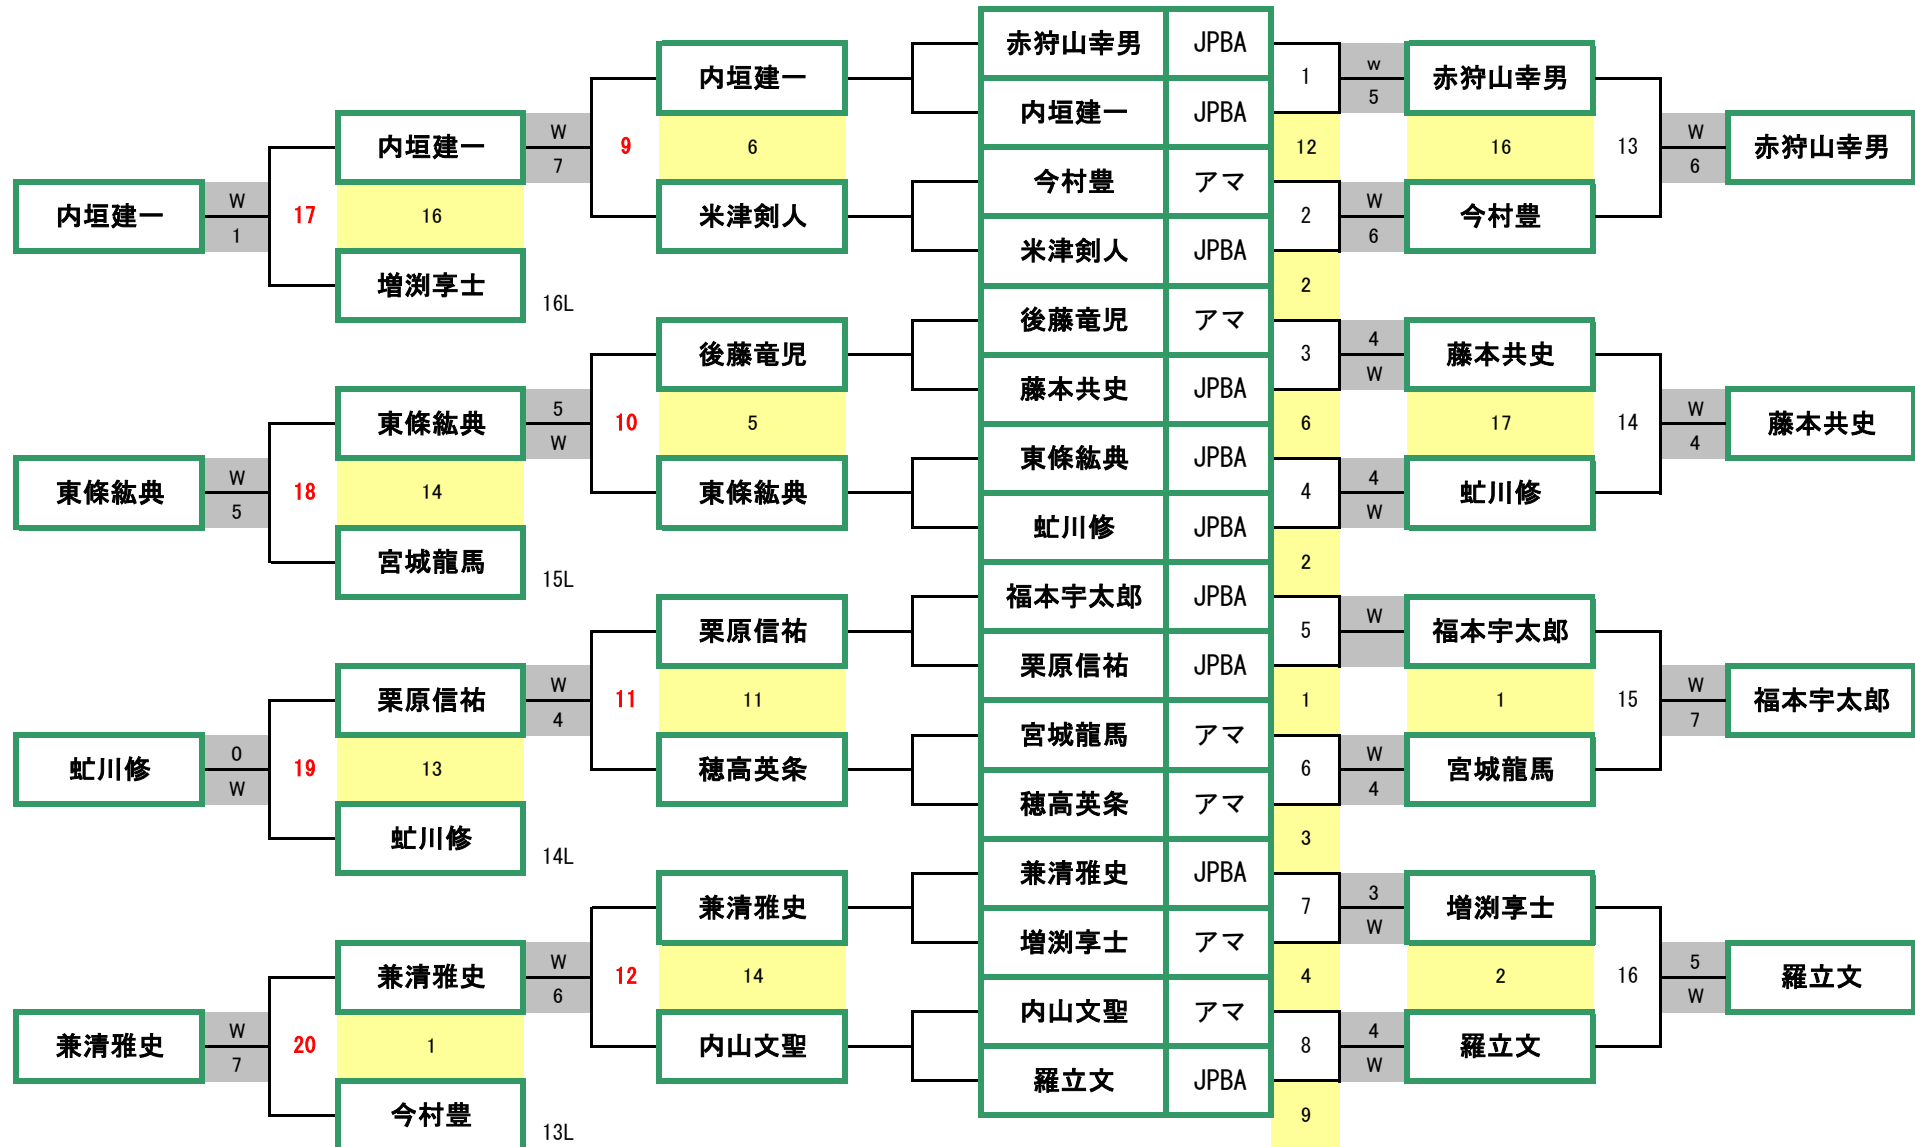 赤狩山幸男 JPBA
内垣建一 1 w 赤狩山幸男
5
内垣建一 JPBA
内垣建一 W 9 6 12 16 13 W 赤狩山幸男
7 6
今村豊 アマ
内垣建一 W 17 16 米津剣人 2 W 今村豊
1 6
米津剣人 JPBA
増渕享士 16L 2
後藤竜児 アマ
後藤竜児 3 4 藤本共史
W
藤本共史 JPBA
東條紘典 5 10 5 6 17 14 W 藤本共史
W 4
東條紘典 JPBA
東條紘典 W 18 14 東條紘典 4 4 虻川修
5 W
虻川修 JPBA
宮城龍馬 15L 2
福本宇太郎 JPBA
栗原信祐 5 W 福本宇太郎
栗原信祐 JPBA
栗原信祐 W 11 11 1 1 15 W 福本宇太郎
4 7
宮城龍馬 アマ
虻川修 0 19 13 穂高英条 6 W 宮城龍馬
W 4
穂高英条 アマ
虻川修 14L 3
兼清雅史 JPBA
兼清雅史 7 3 増渕享士
W
増渕享士 アマ
兼清雅史 W 12 14 4 2 16 5 羅立文
6 W
内山文聖 アマ
兼清雅史 W 20 1 内山文聖 8 4 羅立文
7 W
羅立文 JPBA
今村豊 13L 9